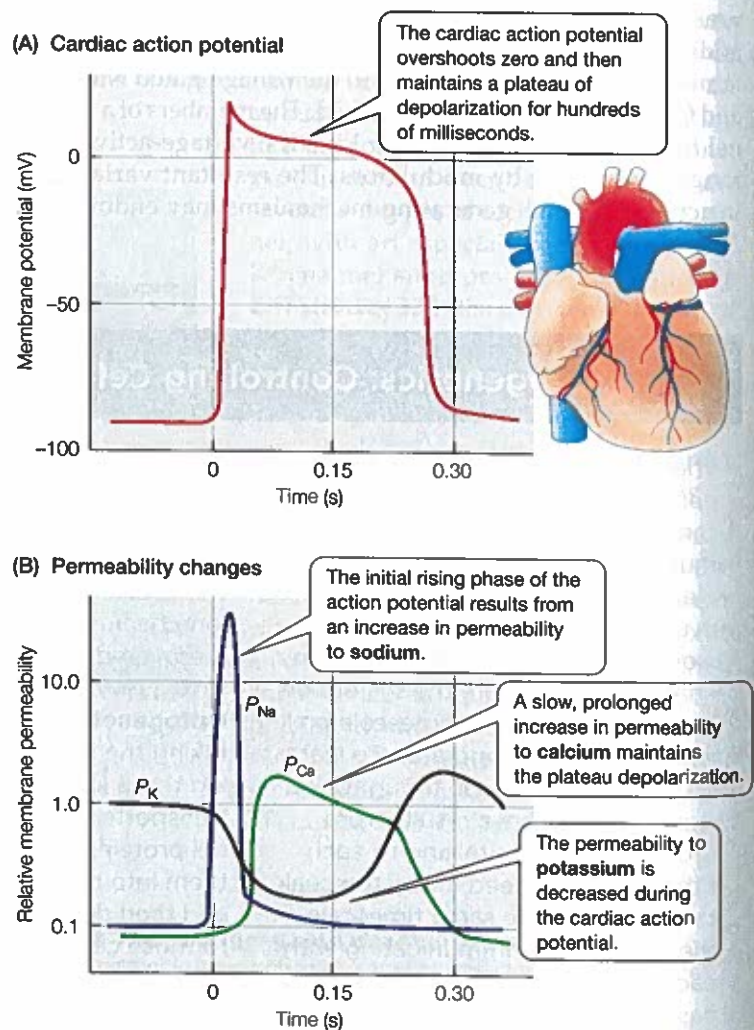 (A) Cardiac action potential
The cardiac action potential
overshoots zero and then
maintains a plateau of
depolarization for hundreds
of milliseconds.
Membrane potential (mV)
0
–50
–100
0
0.15
0.30
Time (s)
(B) Permeability changes
The initial rising phase of the
action potential results from
an increase in permeability
to sodium.
Relative membrane permeability
10.0
1.0
0.1
P_Na
A slow, prolonged
increase in permeability
to calcium maintains
the plateau depolarization.
P_Ca
P_K
The permeability to
potassium is
decreased during
the cardiac action
potential.
0
0.15
0.30
Time (s)